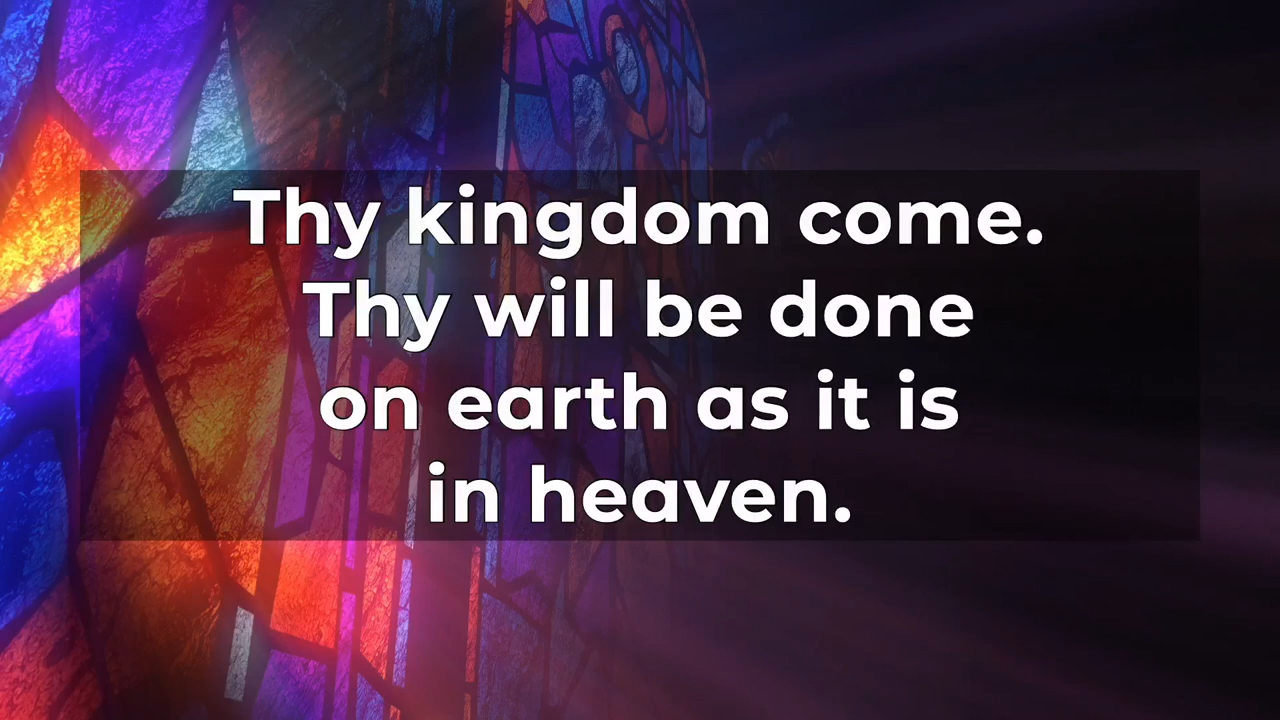 Thy kingdom come.
Thy will be done
on earth as it is
in heaven.